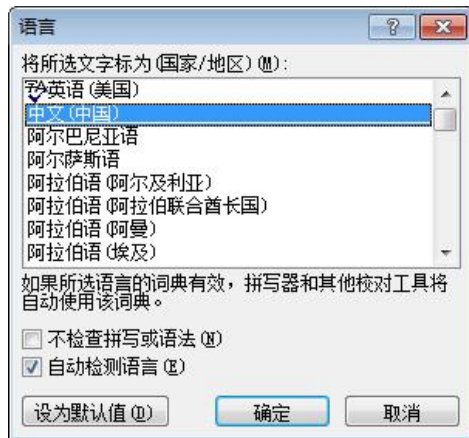 语言
将所选文字标为(国家/地区)(M):
英语(美国)
中文(中国)
阿尔巴尼亚语
阿尔萨斯语
阿拉伯语(阿尔及利亚)
阿拉伯语(阿拉伯联合酋长国)
阿拉伯语(阿曼)
阿拉伯语(埃及)
如果所选语言的词典有效，拼写器和其他校对工具将
自动使用该词典。
不检查拼写或语法(N)
自动检测语言(E)
设为默认值(D) 确定 取消